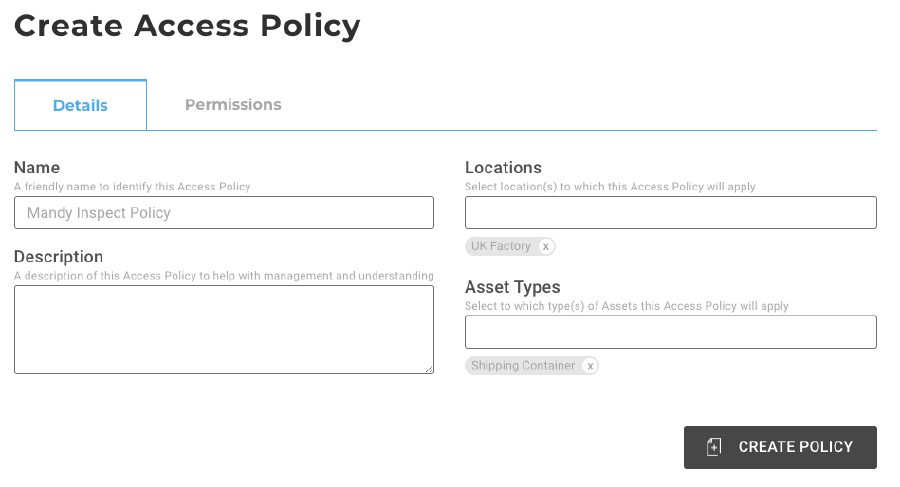 Create Access Policy
Details
Permissions
Name
A friendly name to identify this Access Policy
Mandy Inspect Policy
Description
A description of this Access Policy to help with management and understanding
Locations
Select location(s) to which this Access Policy will apply
UK Factory x
Asset Types
Select to which type(s) of Assets this Access Policy will apply
Shipping Container x
CREATE POLICY